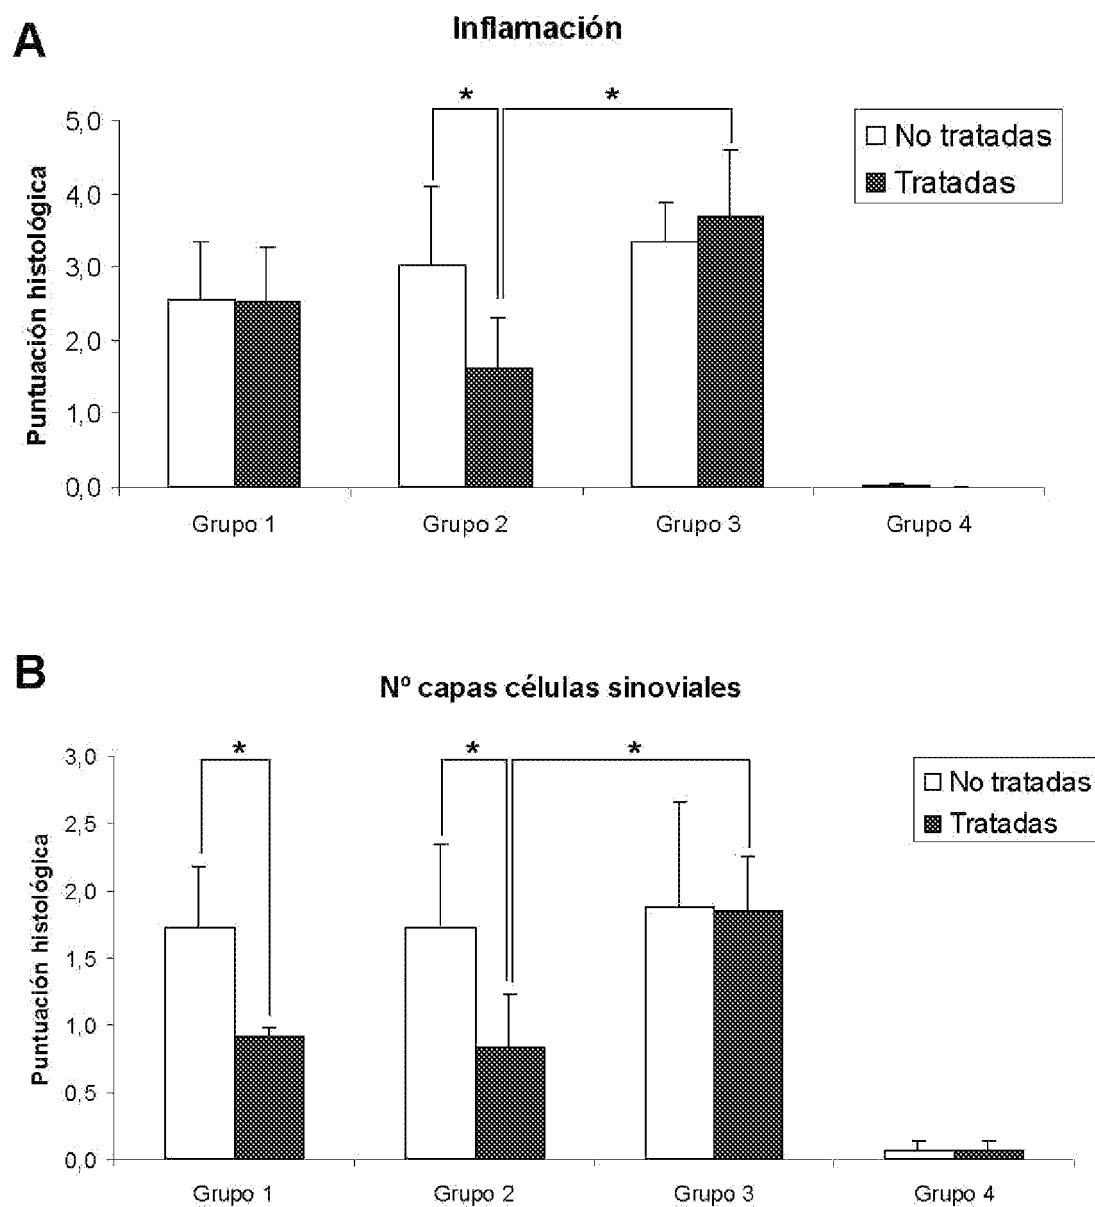 A
Inflamación
* *
5,0
4,0
3,0
2,0
1,0
0,0
Puntuación histológica
No tratadas
Tratadas
Grupo 1 Grupo 2 Grupo 3 Grupo 4
B
Nº capas células sinoviales
* * *
3,0
2,5
2,0
1,5
1,0
0,5
0,0
Puntuación histológica
No tratadas
Tratadas
Grupo 1 Grupo 2 Grupo 3 Grupo 4